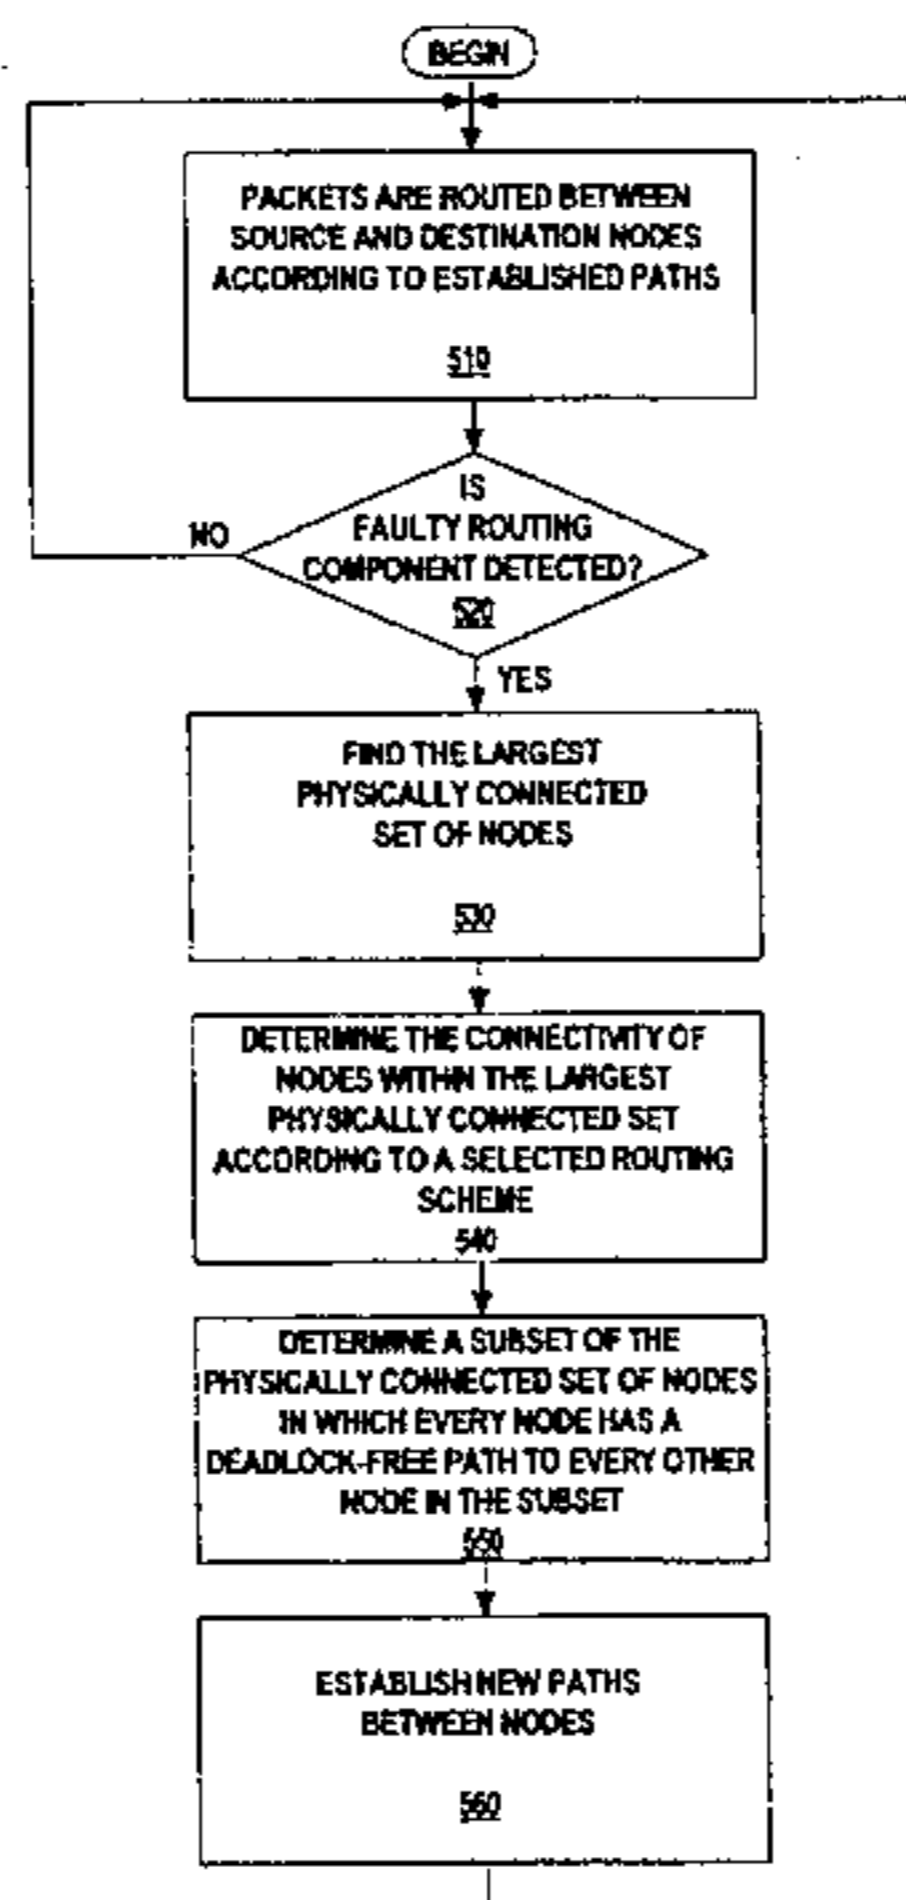 BEGIN
PACKETS ARE ROUTED BETWEEN
SOURCE AND DESTINATION NODES
ACCORDING TO ESTABLISHED PATHS
510
IS
FAULTY ROUTING
COMPONENT DETECTED?
520
NO
YES
FIND THE LARGEST
PHYSICALLY CONNECTED
SET OF NODES
530
DETERMINE THE CONNECTIVITY OF
NODES WITHIN THE LARGEST
PHYSICALLY CONNECTED SET
ACCORDING TO A SELECTED ROUTING
SCHEME
540
DETERMINE A SUBSET OF THE
PHYSICALLY CONNECTED SET OF NODES
IN WHICH EVERY NODE HAS A
DEADLOCK-FREE PATH TO EVERY OTHER
NODE IN THE SUBSET
550
ESTABLISH NEW PATHS
BETWEEN NODES
560